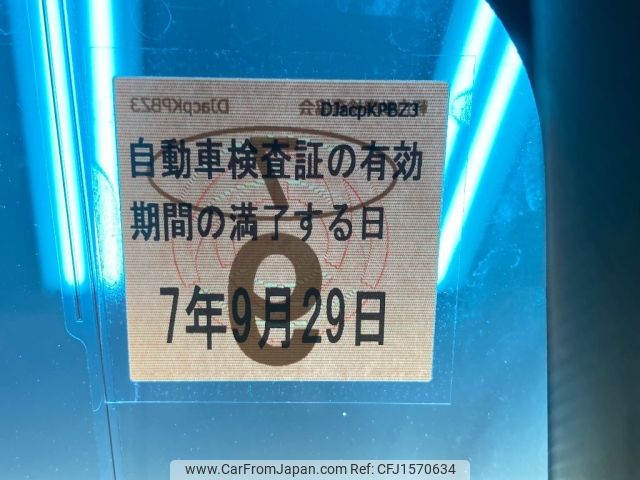 DJacpKPBZ3
自動車検査証の有効
期間の満了する日
7年9月29日
www.CarFromJapan.com - CFJ1570634